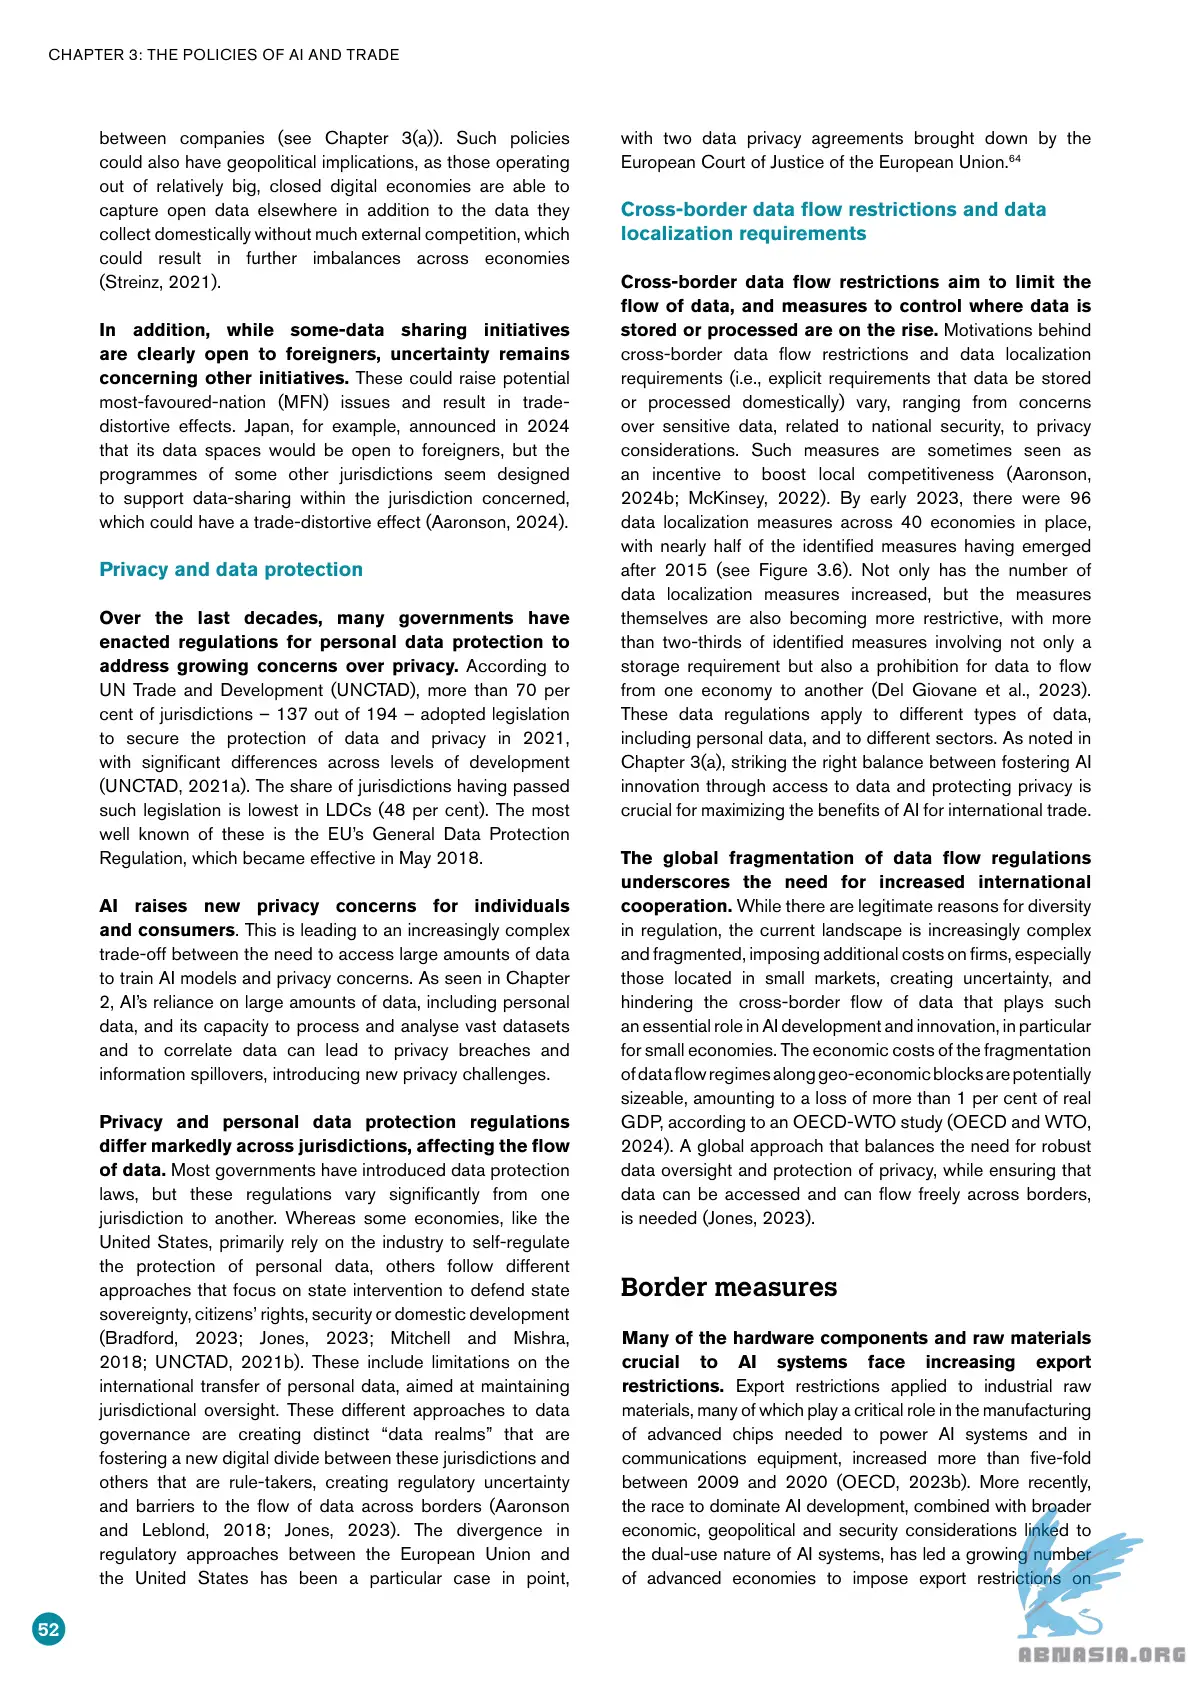 CHAPTER 3: THE POLICIES OF AI AND TRADE
between companies (see Chapter 3(a)). Such policies
could also have geopolitical implications, as those operating
out of relatively big, closed digital economies are able to
capture open data elsewhere in addition to the data they
collect domestically without much external competition, which
could result in further imbalances across economies
(Streinz, 2021).
In addition, while some-data sharing initiatives
are clearly open to foreigners, uncertainty remains
concerning other initiatives. These could raise potential
most-favoured-nation (MFN) issues and result in trade-
distortive effects. Japan, for example, announced in 2024
that its data spaces would be open to foreigners, but the
programmes of some other jurisdictions seem designed
to support data-sharing within the jurisdiction concerned,
which could have a trade-distortive effect (Aaronson, 2024).
Privacy and data protection
Over the last decades, many governments have
enacted regulations for personal data protection to
address growing concerns over privacy. According to
UN Trade and Development (UNCTAD), more than 70 per
cent of jurisdictions – 137 out of 194 – adopted legislation
to secure the protection of data and privacy in 2021,
with significant differences across levels of development
(UNCTAD, 2021a). The share of jurisdictions having passed
such legislation is lowest in LDCs (48 per cent). The most
well known of these is the EU's General Data Protection
Regulation, which became effective in May 2018.
AI raises new privacy concerns for individuals
and consumers. This is leading to an increasingly complex
trade-off between the need to access large amounts of data
to train AI models and privacy concerns. As seen in Chapter
2, AI's reliance on large amounts of data, including personal
data, and its capacity to process and analyse vast datasets
and to correlate data can lead to privacy breaches and
information spillovers, introducing new privacy challenges.
Privacy and personal data protection regulations
differ markedly across jurisdictions, affecting the flow
of data. Most governments have introduced data protection
laws, but these regulations vary significantly from one
jurisdiction to another. Whereas some economies, like the
United States, primarily rely on the industry to self-regulate
the protection of personal data, others follow different
approaches that focus on state intervention to defend state
sovereignty, citizens' rights, security or domestic development
(Bradford, 2023; Jones, 2023; Mitchell and Mishra,
2018; UNCTAD, 2021b). These include limitations on the
international transfer of personal data, aimed at maintaining
jurisdictional oversight. These different approaches to data
governance are creating distinct “data realms” that are
fostering a new digital divide between these jurisdictions and
others that are rule-takers, creating regulatory uncertainty
and barriers to the flow of data across borders (Aaronson
and Leblond, 2018; Jones, 2023). The divergence in
regulatory approaches between the European Union and
the United States has been a particular case in point,
with two data privacy agreements brought down by the
European Court of Justice of the European Union.64
Cross-border data flow restrictions and data
localization requirements
Cross-border data flow restrictions aim to limit the
flow of data, and measures to control where data is
stored or processed are on the rise. Motivations behind
cross-border data flow restrictions and data localization
requirements (i.e., explicit requirements that data be stored
or processed domestically) vary, ranging from concerns
over sensitive data, related to national security, to privacy
considerations. Such measures are sometimes seen as
an incentive to boost local competitiveness (Aaronson,
2024b; McKinsey, 2022). By early 2023, there were 96
data localization measures across 40 economies in place,
with nearly half of the identified measures having emerged
after 2015 (see Figure 3.6). Not only has the number of
data localization measures increased, but the measures
themselves are also becoming more restrictive, with more
than two-thirds of identified measures involving not only a
storage requirement but also a prohibition for data to flow
from one economy to another (Del Giovane et al., 2023).
These data regulations apply to different types of data,
including personal data, and to different sectors. As noted in
Chapter 3(a), striking the right balance between fostering AI
innovation through access to data and protecting privacy is
crucial for maximizing the benefits of AI for international trade.
The global fragmentation of data flow regulations
underscores the need for increased international
cooperation. While there are legitimate reasons for diversity
in regulation, the current landscape is increasingly complex
and fragmented, imposing additional costs on firms, especially
those located in small markets, creating uncertainty, and
hindering the cross-border flow of data that plays such
an essential role in AI development and innovation, in particular
for small economies. The economic costs of the fragmentation
of data flow regimes along geo-economic blocks are potentially
sizeable, amounting to a loss of more than 1 per cent of real
GDP, according to an OECD-WTO study (OECD and WTO,
2024). A global approach that balances the need for robust
data oversight and protection of privacy, while ensuring that
data can be accessed and can flow freely across borders,
is needed (Jones, 2023).
Border measures
Many of the hardware components and raw materials
crucial to AI systems face increasing export
restrictions. Export restrictions applied to industrial raw
materials, many of which play a critical role in the manufacturing
of advanced chips needed to power AI systems and in
communications equipment, increased more than five-fold
between 2009 and 2020 (OECD, 2023b). More recently,
the race to dominate AI development, combined with broader
economic, geopolitical and security considerations linked to
the dual-use nature of AI systems, has led a growing number
of advanced economies to impose export restrictions on
52
ABNASIA.ORG